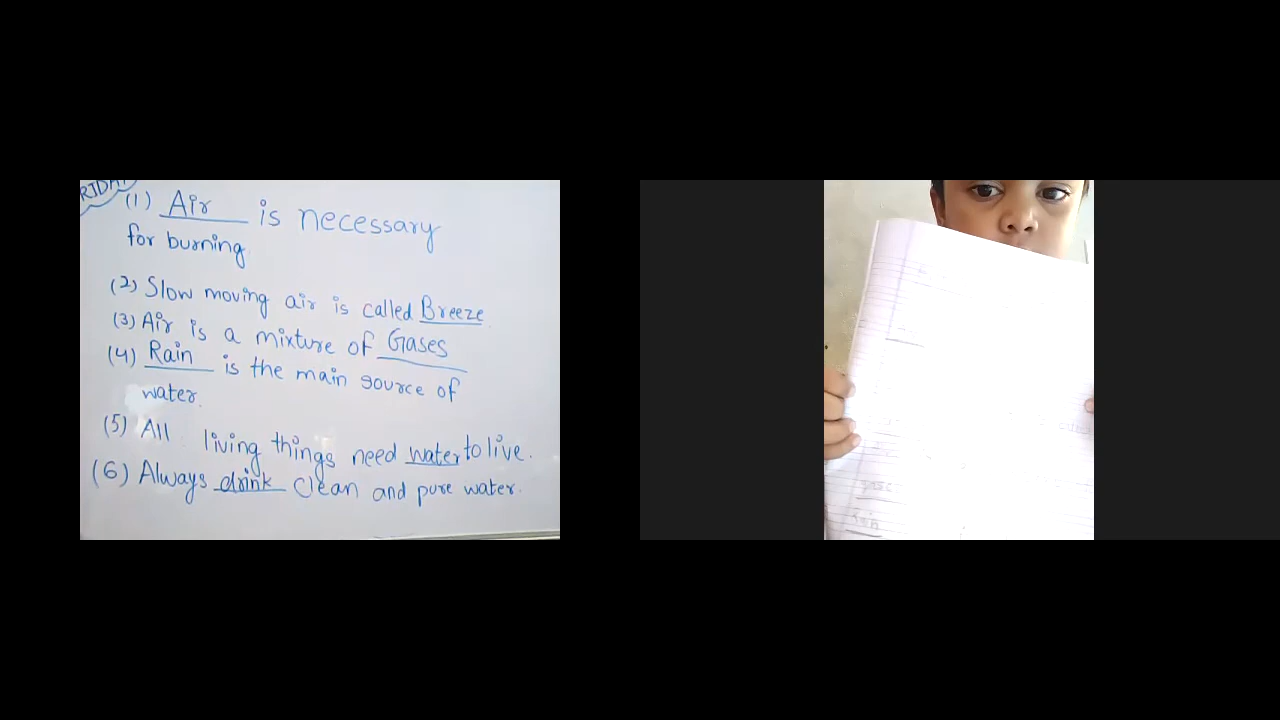 RIDAY
(1) Air is necessary
for burning
(2) Slow moving air is called Breeze.
(3) Air is a mixture of Gases
(4) Rain is the main source of
water.
(5) All living things need water to live.
(6) Always drink clean and pure water.